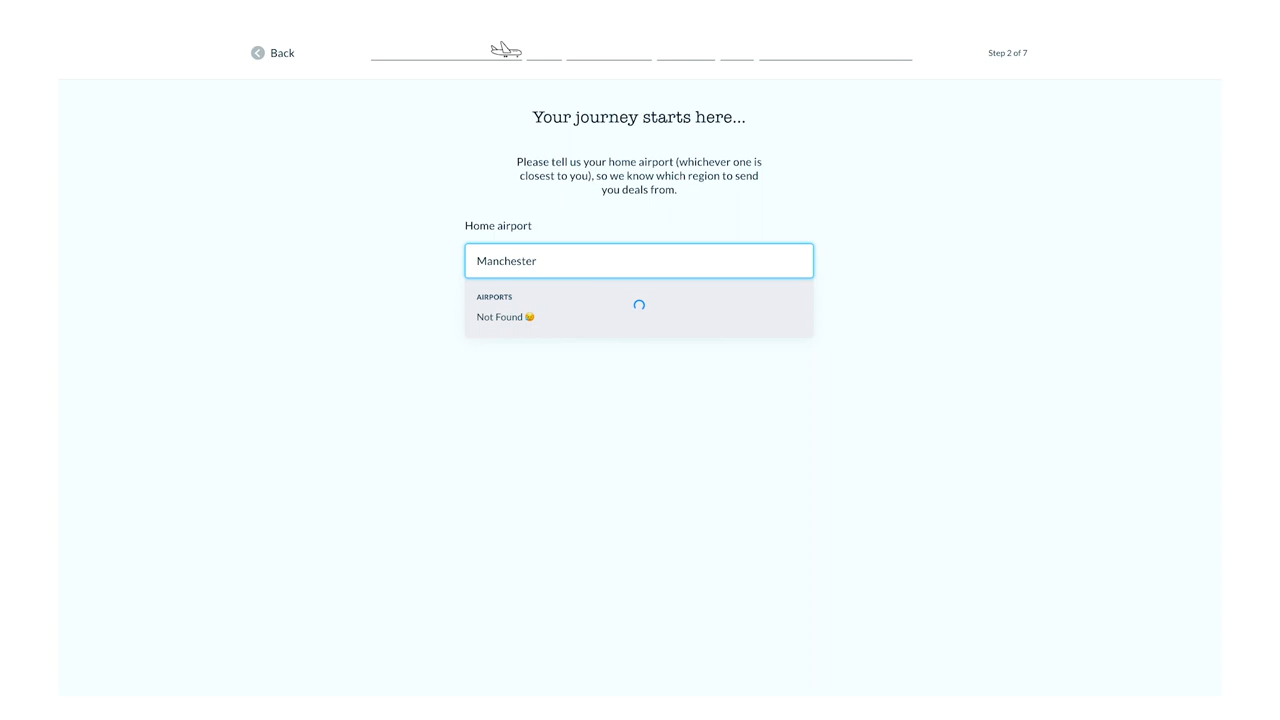 Back
Step 2 of 7
Your journey starts here...
Please tell us your home airport (whichever one is
closest to you), so we know which region to send
you deals from.
Home airport
Manchester
AIRPORTS
Not Found